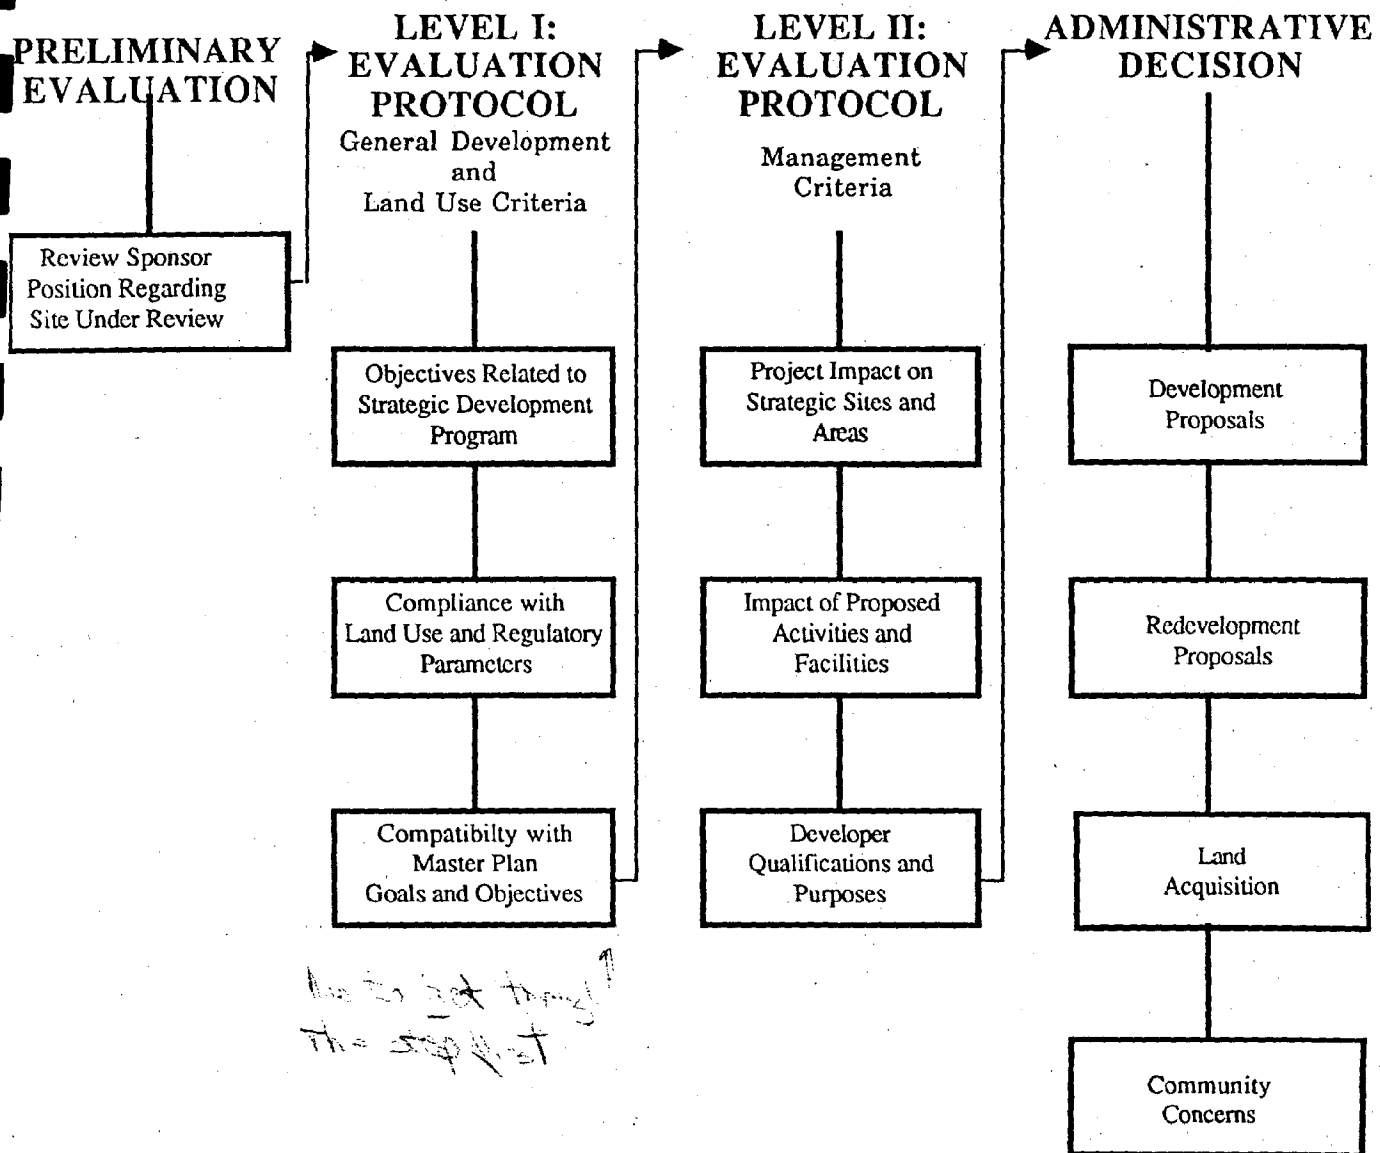 PRELIMINARY
EVALUATION
Review Sponsor
Position Regarding
Site Under Review
LEVEL I:
EVALUATION
PROTOCOL
General Development
and
Land Use Criteria
Objectives Related to
Strategic Development
Program
Compliance with
Land Use and Regulatory
Parameters
Compatibilty with
Master Plan
Goals and Objectives
LEVEL II:
EVALUATION
PROTOCOL
Management
Criteria
Project Impact on
Strategic Sites and
Areas
Impact of Proposed
Activities and
Facilities
Developer
Qualifications and
Purposes
ADMINISTRATIVE
DECISION
Development
Proposals
Redevelopment
Proposals
Land
Acquisition
Community
Concerns